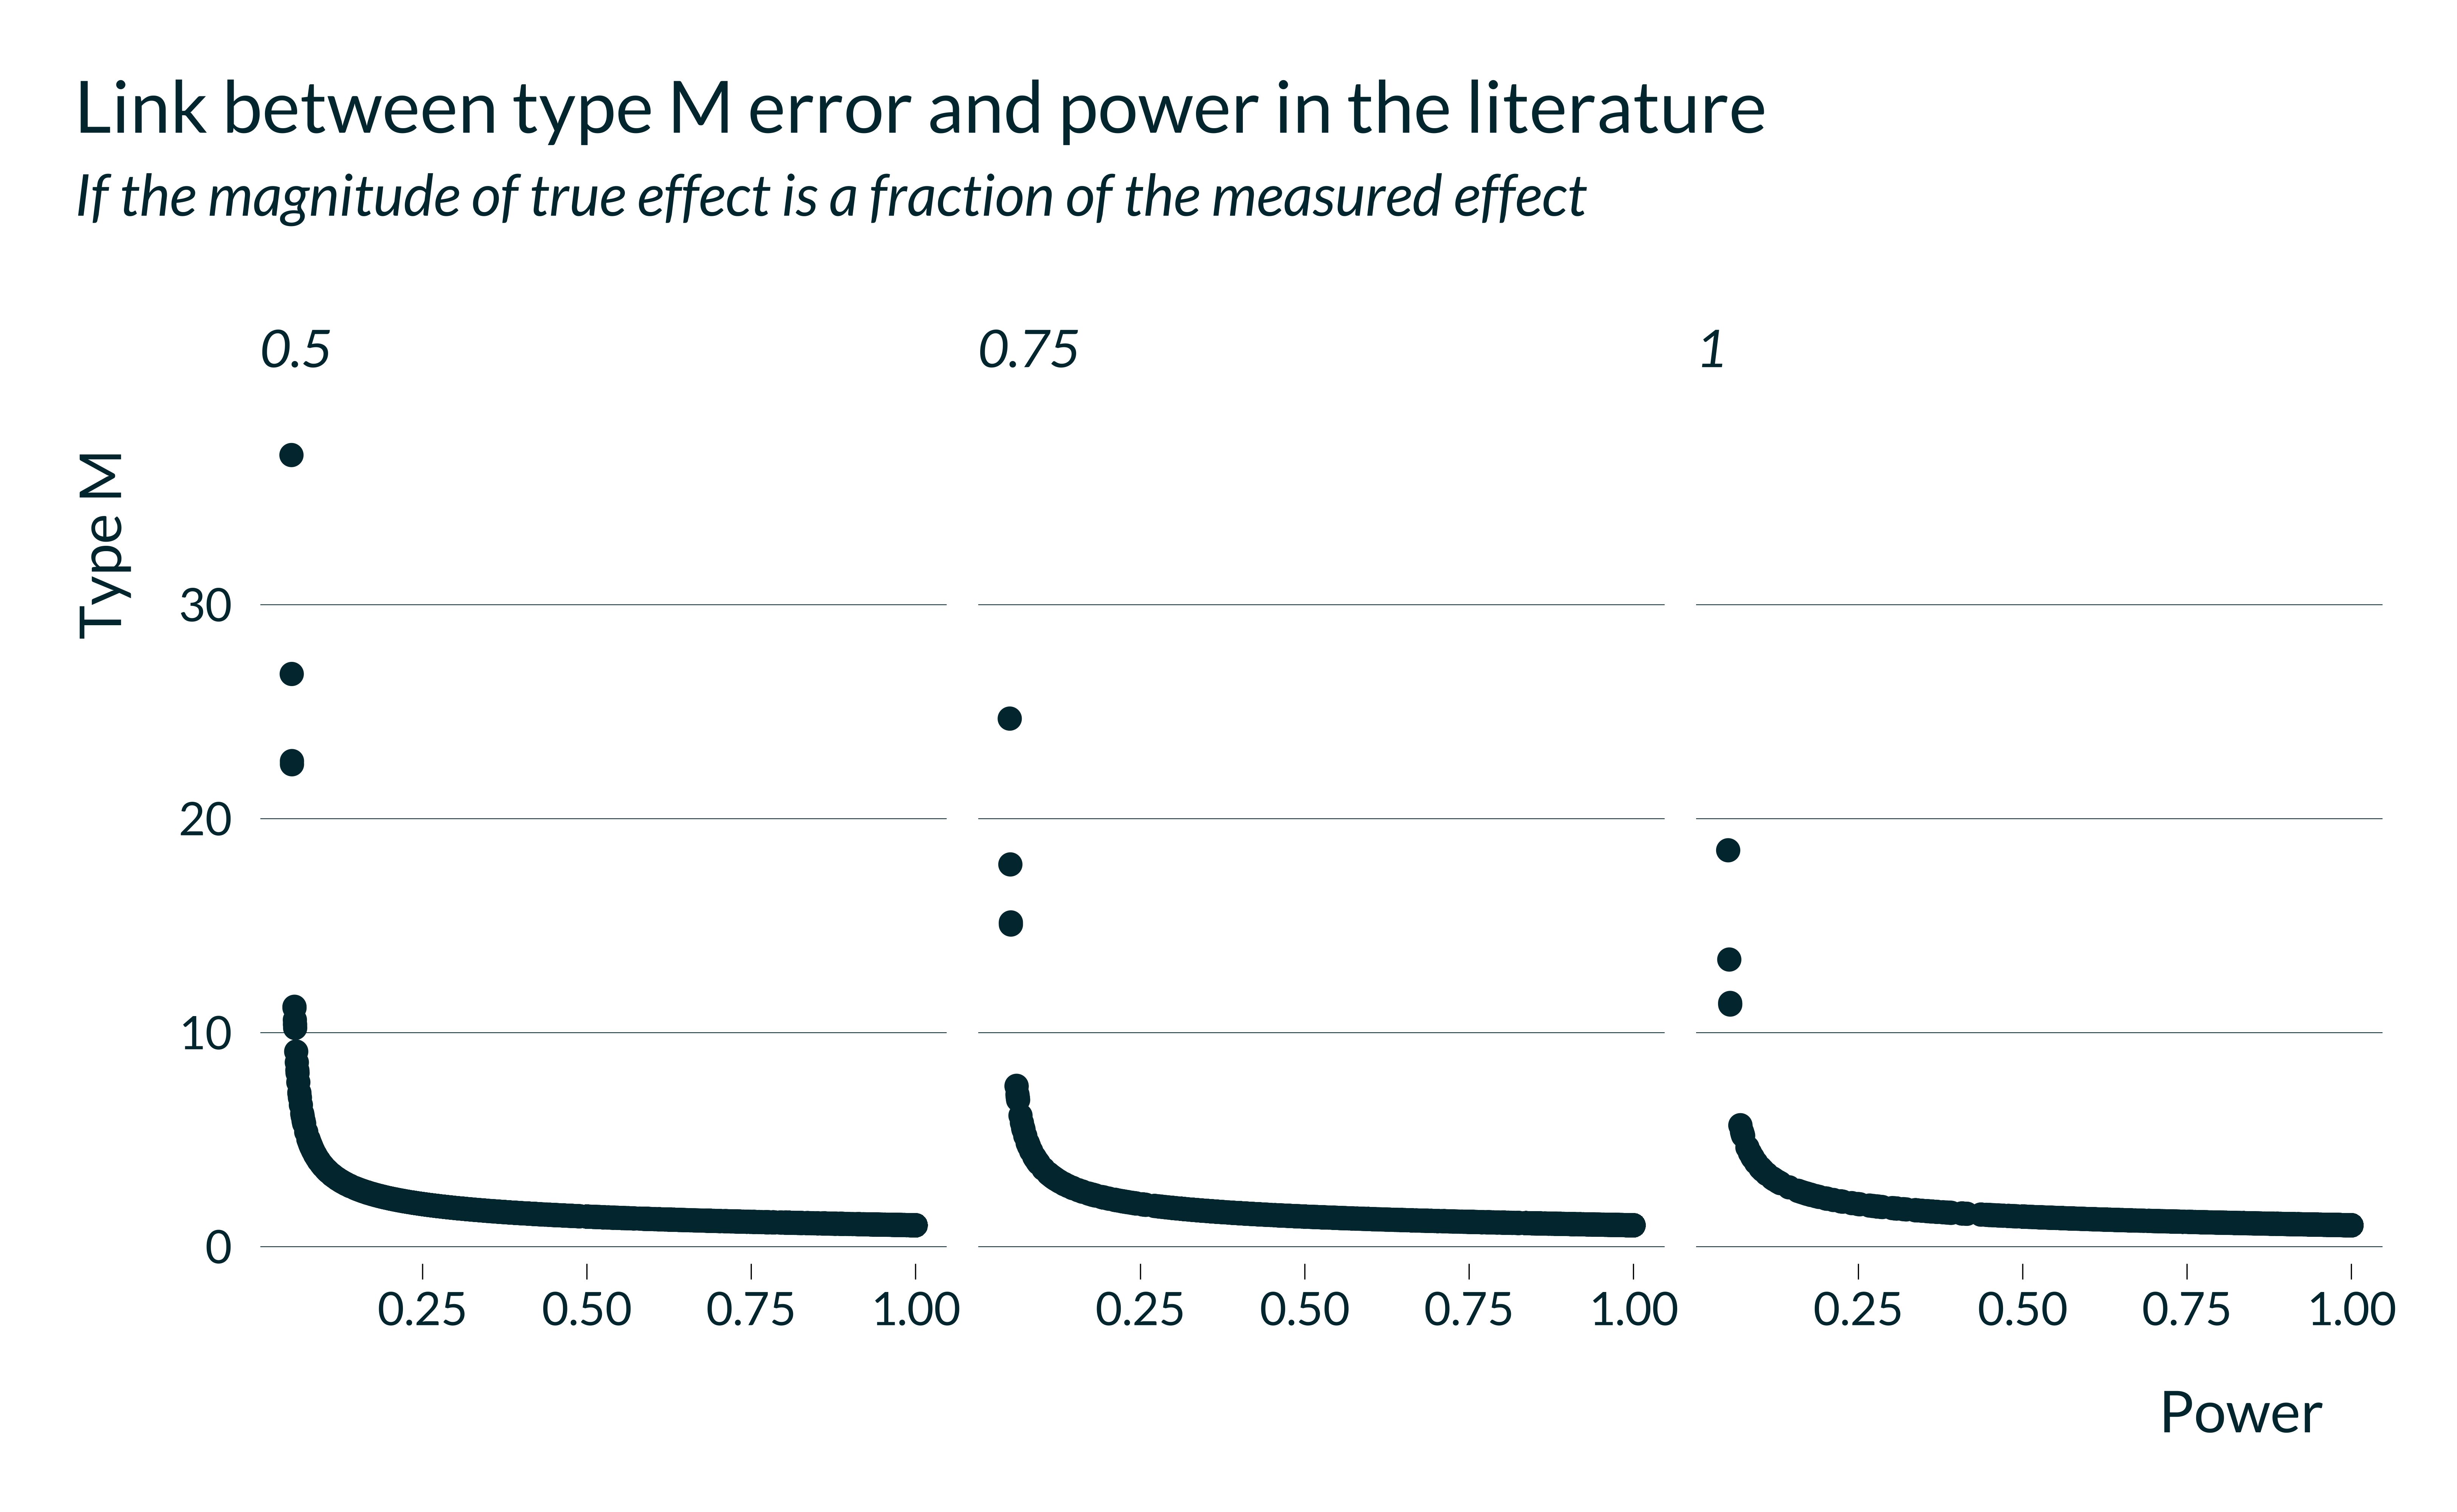 Link between type M error and power in the literature
If the magnitude of true effect is a fraction of the measured effect
0.5 0.75 1
Type M
30
20
10
0
0.25 0.50 0.75 1.00 0.25 0.50 0.75 1.00 0.25 0.50 0.75 1.00
Power